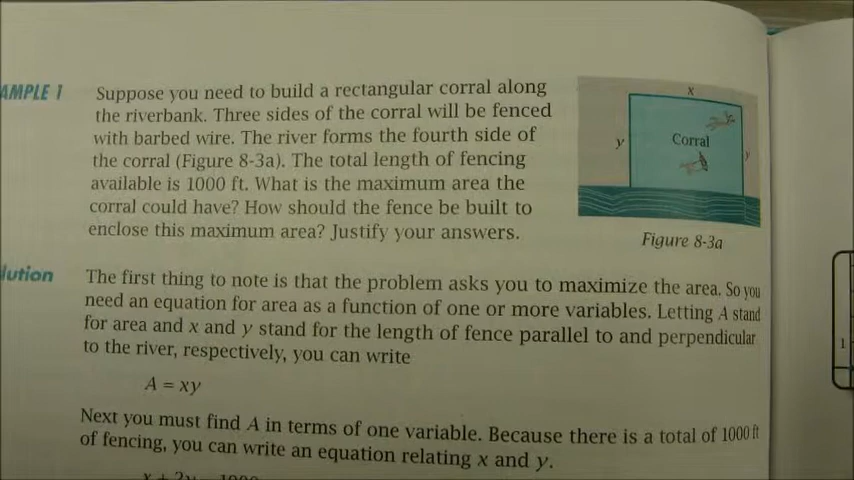 AMPLE 1
Suppose you need to build a rectangular corral along
the riverbank. Three sides of the corral will be fenced
with barbed wire. The river forms the fourth side of
the corral (Figure 8-3a). The total length of fencing
available is 1000 ft. What is the maximum area the
corral could have? How should the fence be built to
enclose this maximum area? Justify your answers.
x
y
Corral
y
Figure 8-3a
lution
The first thing to note is that the problem asks you to maximize the area. So you
need an equation for area as a function of one or more variables. Letting A stand
for area and x and y stand for the length of fence parallel to and perpendicular
to the river, respectively, you can write
A = xy
Next you must find A in terms of one variable. Because there is a total of 1000 ft
of fencing, you can write an equation relating x and y.
x + 2y = 1000
1